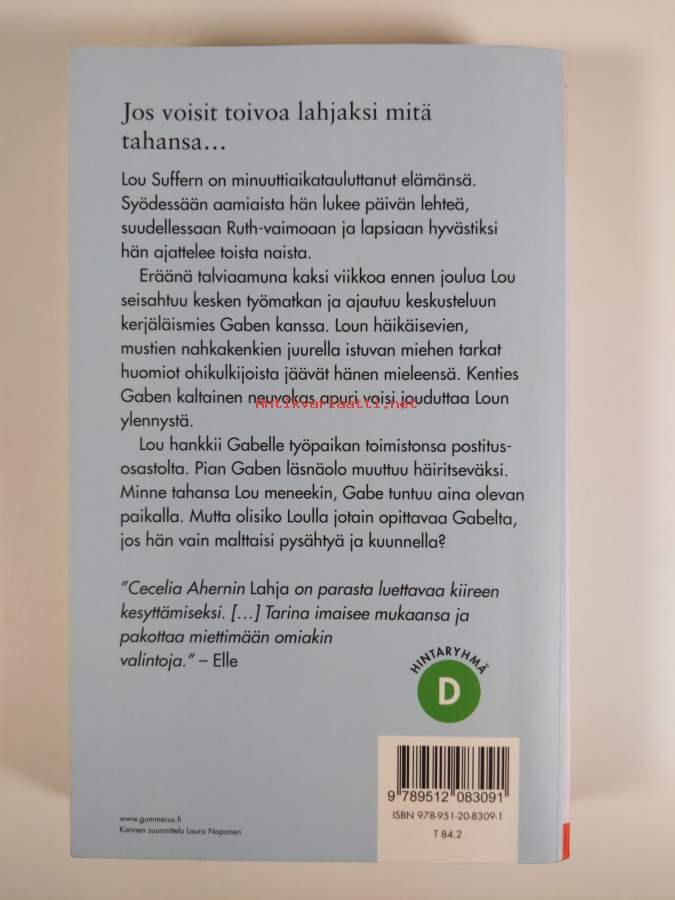 Jos voisit toivoa lahjaksi mitä
tahansa…
Lou Suffern on minuuttiaikatauluttanut elämänsä.
Syödessään aamiaista hän lukee päivän lehteä,
suudellessaan Ruth-vaimoaan ja lapsiaan hyvästiksi
hän ajattelee toista naista.
Eräänä talviaamuna kaksi viikkoa ennen joulua Lou
seisahtuu kesken työmatkan ja ajautuu keskusteluun
kerjäläismies Gaben kanssa. Loun häikäisevien,
mustien nahkakenkien juurella istuvan miehen tarkat
huomiot ohikulkijoista jäävät hänen mieleensä. Kenties
Gaben kaltainen neuvokas apuri voisi jouduttaa Loun
Antikvariaatti.net
ylennystä.
Lou hankkii Gabelle työpaikan toimistonsa postitus-
osastolta. Pian Gaben läsnäolo muuttuu häiritseväksi.
Minne tahansa Lou meneekin, Gabe tuntuu aina olevan
paikalla. Mutta olisiko Loulla jotain opittavaa Gabelta,
jos hän vain malttaisi pysähtyä ja kuunnella?
”Cecelia Ahernin Lahja on parasta luettavaa kiireen
kesyttämiseksi. […] Tarina imaisee mukaansa ja
pakottaa miettimään omiakin
valintoja.” – Elle
HINTARYHMÄ
D
9 789512 083091
ISBN 978-951-20-8309-1
T 84.2
www.gummerus.fi
Kannen suunnittelu Laura Noponen